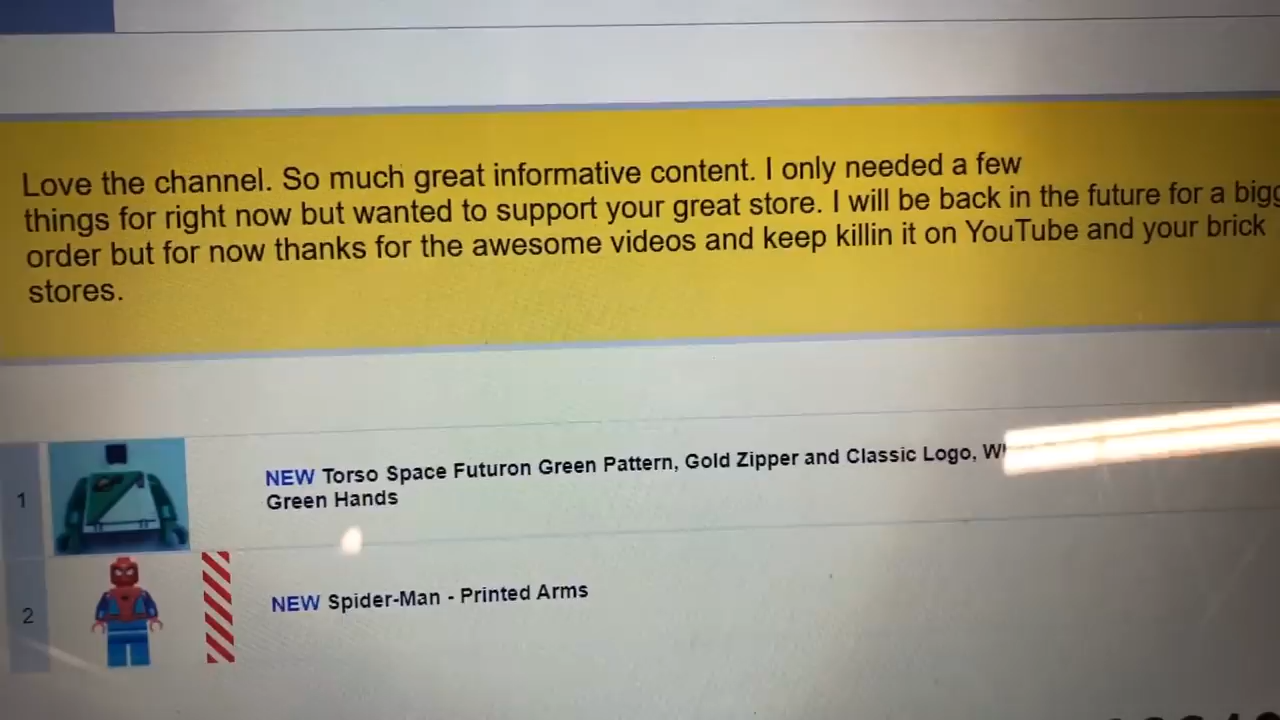 Love the channel. So much great informative content. I only needed a few
things for right now but wanted to support your great store. I will be back in the future for a
order but for now thanks for the awesome videos and keep killin it on YouTube and your brick
stores.
1
NEW Torso Space Futuron Green Pattern, Gold Zipper and Classic Logo,
Green Hands
2
NEW Spider-Man - Printed Arms